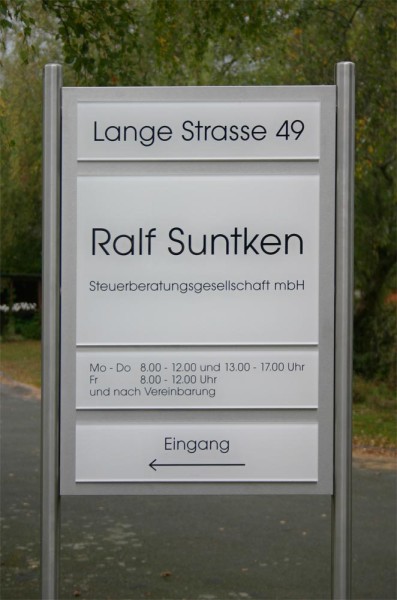 Lange Strasse 49
Ralf Suntken
Steuerberatungsgesellschaft mbH
Mo - Do 8.00 - 12.00 und 13.00 - 17.00 Uhr
Fr 8.00 - 12.00 Uhr
und nach Vereinbarung
Eingang